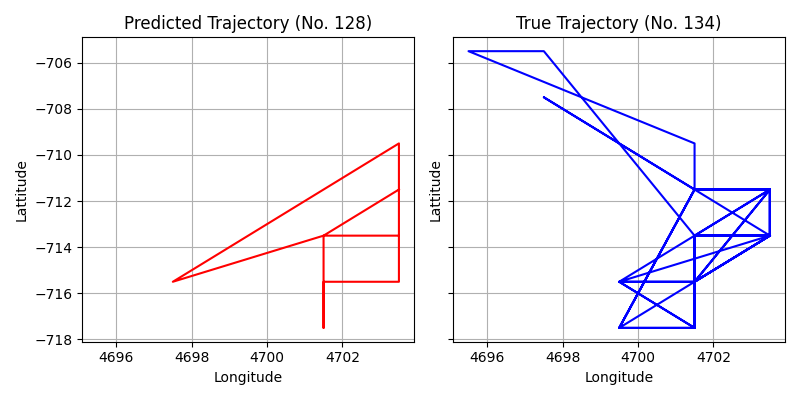 Predicted Trajectory (No. 128)
True Trajectory (No. 134)
Lattitude
−706
−708
−710
−712
−714
−716
−718
4696 4698 4700 4702
Longitude
Lattitude
4696 4698 4700 4702
Longitude